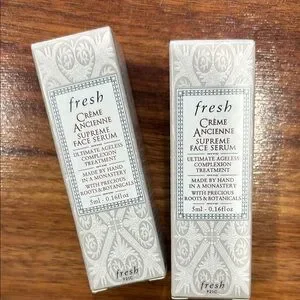 fresh
CRÈME
ANCIENNE
SUPREME
FACE SERUM
ULTIMATE AGELESS
COMPLEXION
TREATMENT
MADE BY HAND
IN A MONASTERY
WITH PRECIOUS
ROOTS & BOTANICALS
5ml - 0.16fl oz
fresh
fresh
CRÈME
ANCIENNE
SUPREME
FACE SERUM
ULTIMATE AGELESS
COMPLEXION
TREATMENT
MADE BY HAND
IN A MONASTERY
WITH PRECIOUS
ROOTS & BOTANICALS
5ml - 0.16fl oz
fresh